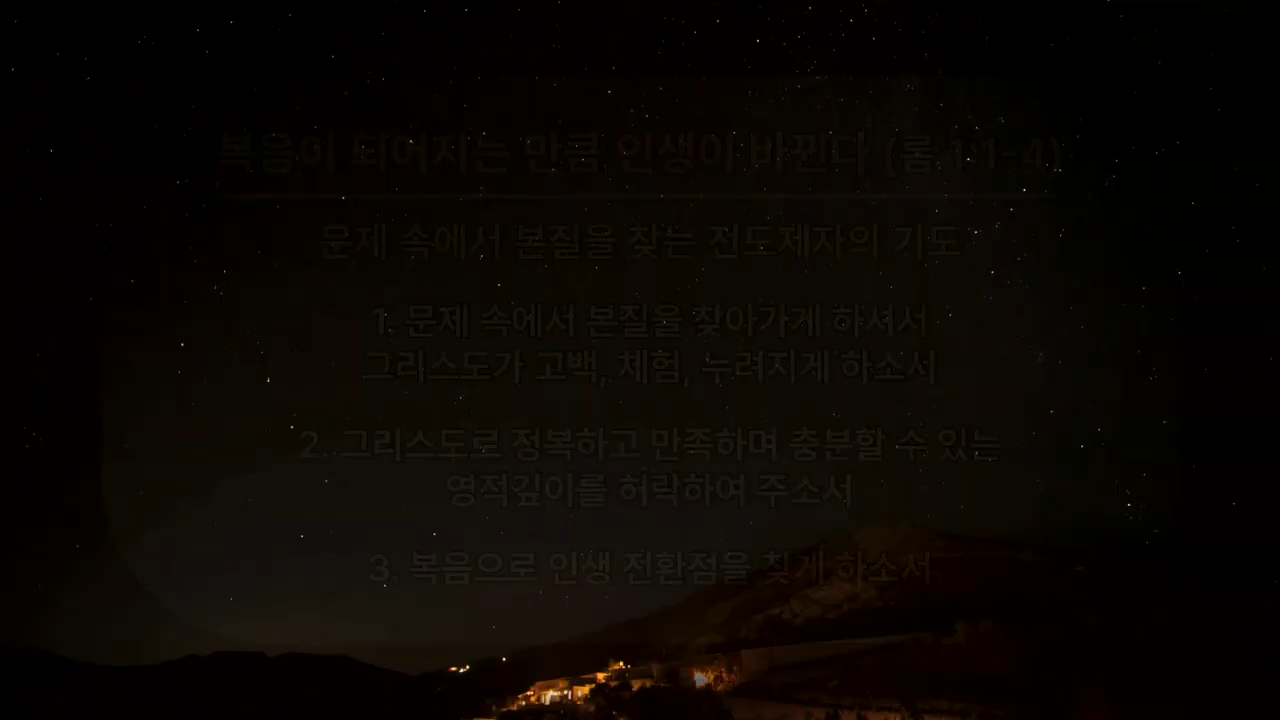 복음이 되어지는 만큼 인생이 바뀐다 (롬 1:1-4)
문제 속에서 본질을 찾는 전도제자의 기도
1. 문제 속에서 본질을 찾아가게 하셔서
그리스도가 고백, 체험, 누려지게 하소서
2. 그리스도로 정복하고 만족하며 충분할 수 있는
영적깊이를 허락하여 주소서
3. 복음으로 인생 전환점을 찾게 하소서